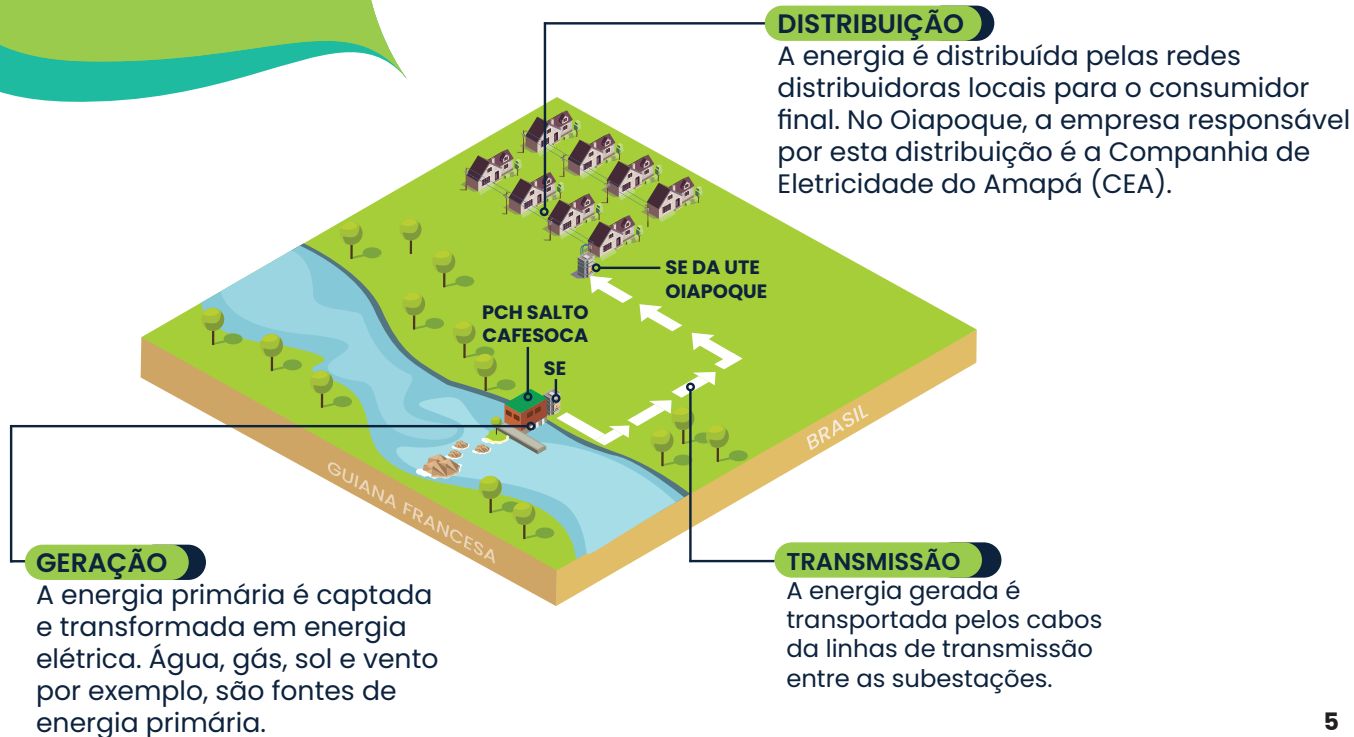 DISTRIBUIÇÃO
A energia é distribuída pelas redes
distribuidoras locais para o consumidor
final. No Oiapoque, a empresa responsável
por esta distribuição é a Companhia de
Eletricidade do Amapá (CEA).
SE DA UTE
OIAPOQUE
PCH SALTO
CAFESOCA
SE
BRASIL
GUIANA FRANCESA
GERAÇÃO
A energia primária é captada
e transformada em energia
elétrica. Água, gás, sol e vento
por exemplo, são fontes de
energia primária.
TRANSMISSÃO
A energia gerada é
transportada pelos cabos
da linhas de transmissão
entre as subestações.
5